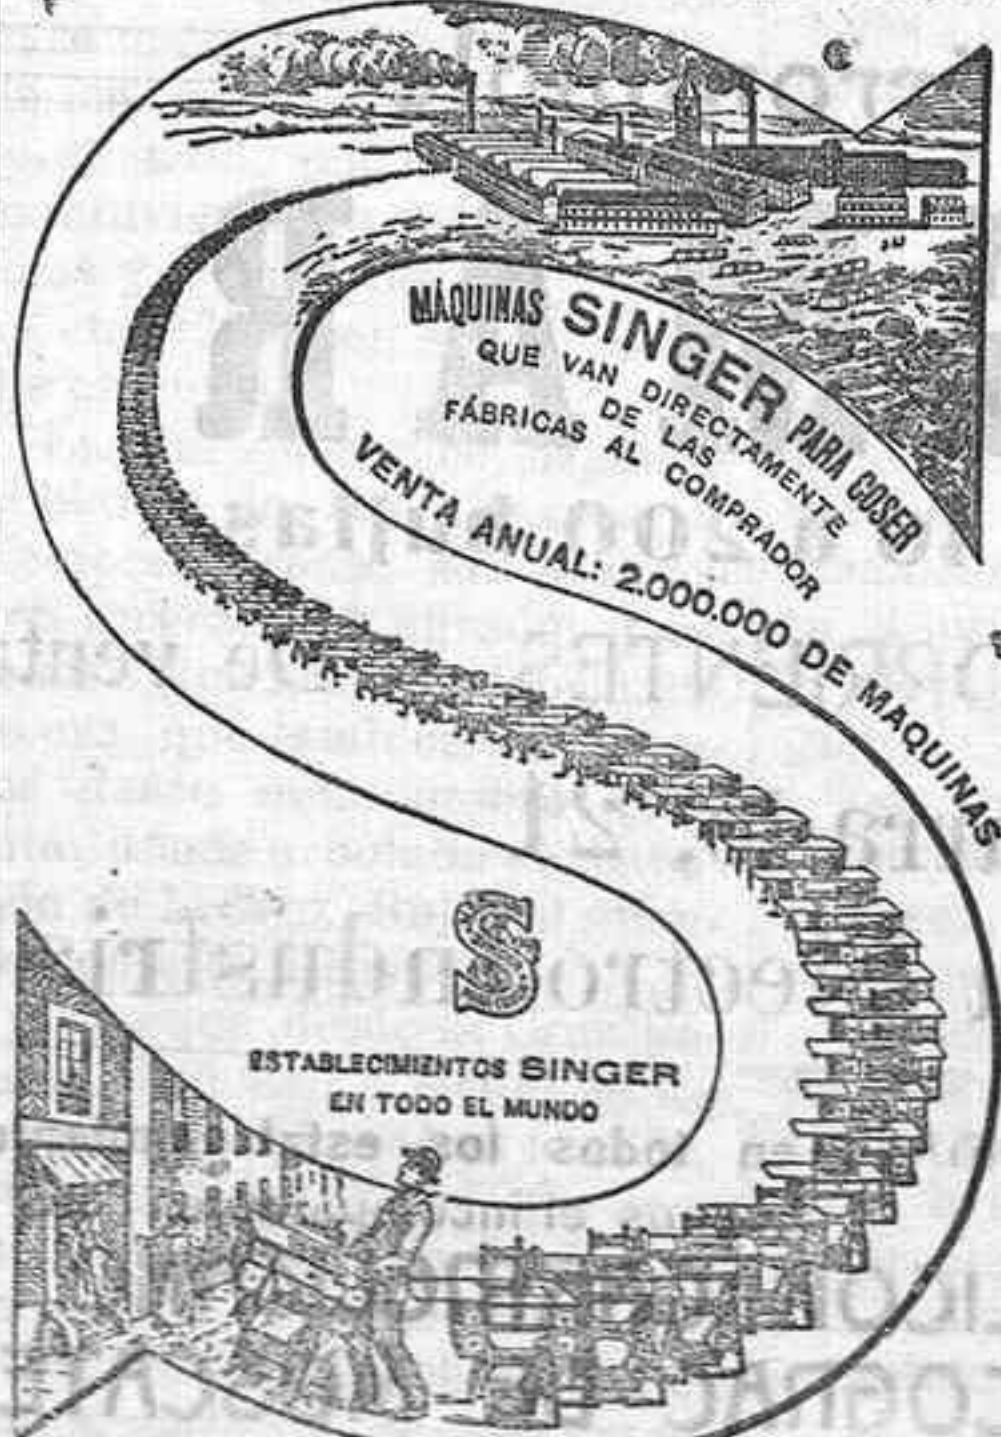 MÁQUINAS SINGER PARA COSER
QUE VAN DIRECTAMENTE
DE LAS
FÁBRICAS AL COMPRADOR
VENTA ANUAL: 2.000.000 DE MAQUINAS
S
ESTABLECIMIENTOS SINGER
EN TODO EL MUNDO